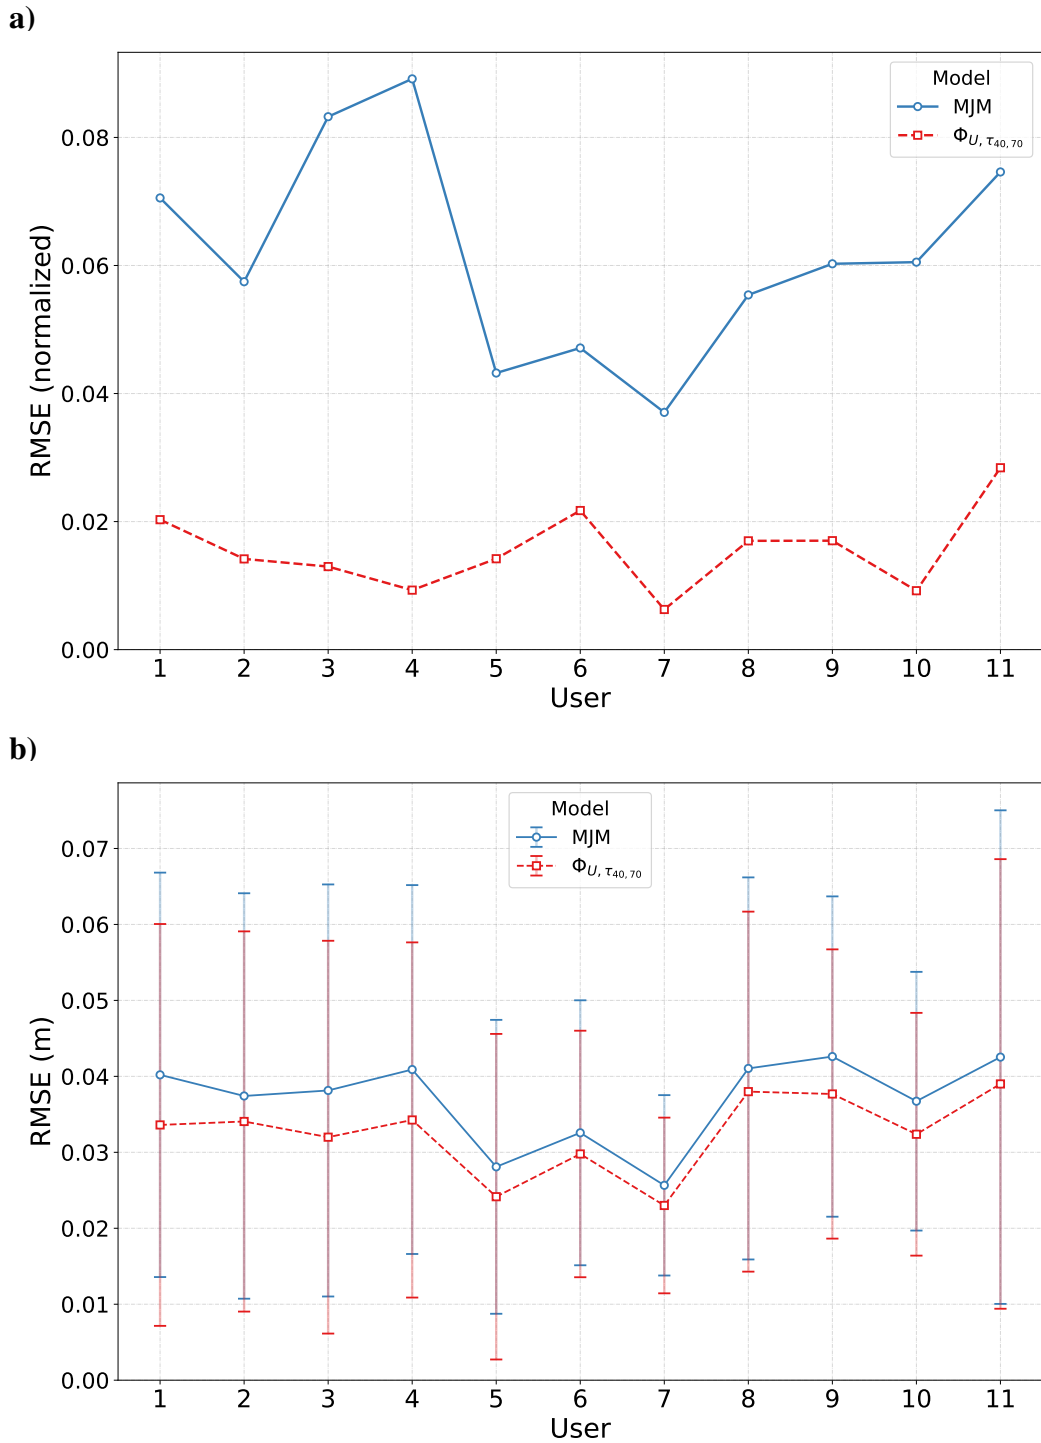 a)
Model
MJM
Φ_{U, τ_{40,70}}
0.08
0.06
0.04
0.02
0.00
RMSE (normalized)
1 2 3 4 5 6 7 8 9 10 11
User
b)
Model
MJM
Φ_{U, τ_{40,70}}
0.07
0.06
0.05
0.04
0.03
0.02
0.01
0.00
RMSE (m)
1 2 3 4 5 6 7 8 9 10 11
User